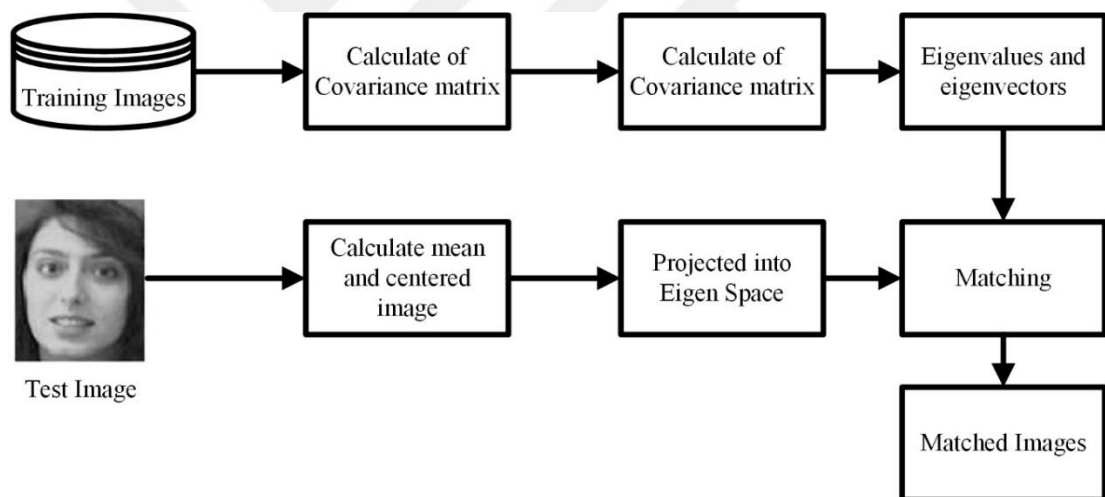 Training Images
Calculate of
Covariance matrix
Calculate of
Covariance matrix
Eigenvalues and
eigenvectors
Test Image
Calculate mean
and centered
image
Projected into
Eigen Space
Matching
Matched Images